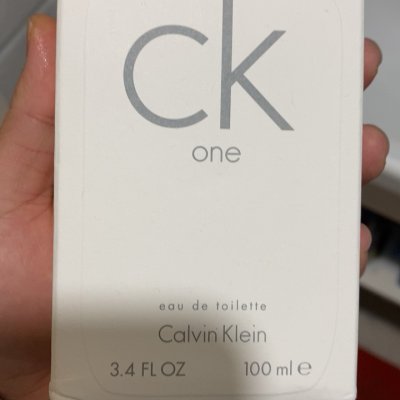 ck
one
eau de toilette
Calvin Klein
3.4 FL OZ 100 ml ℮